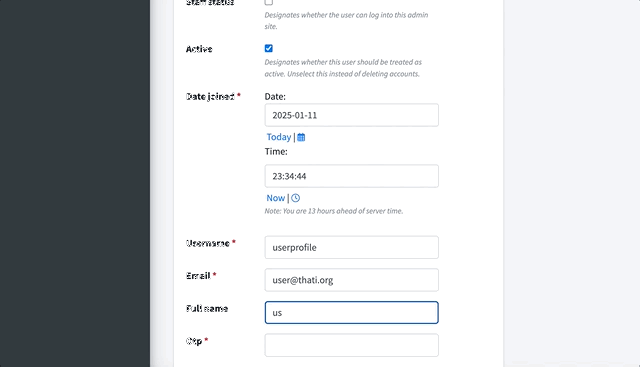 Staff status
Designates whether the user can log into this admin
site.
Active
Designates whether this user should be treated as
active. Unselect this instead of deleting accounts.
Date joined *
Date:
2025-01-11
Today |
Time:
23:34:44
Now |
Note: You are 13 hours ahead of server time.
Username *
userprofile
Email *
user@thati.org
Full name
us
Otp *